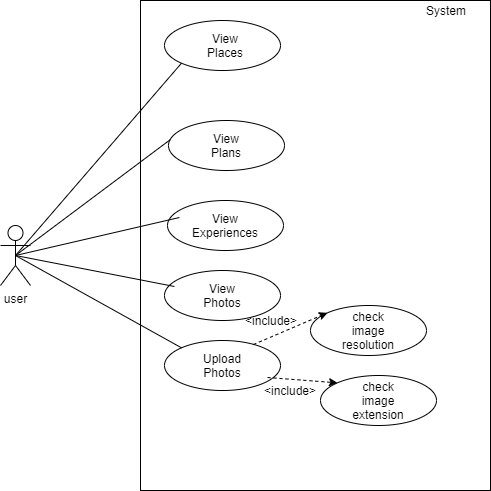 System
View
Places
View
Plans
View
Experiences
user
View
Photos
<include>
check
image
resolution
Upload
Photos
<include>
check
image
extension